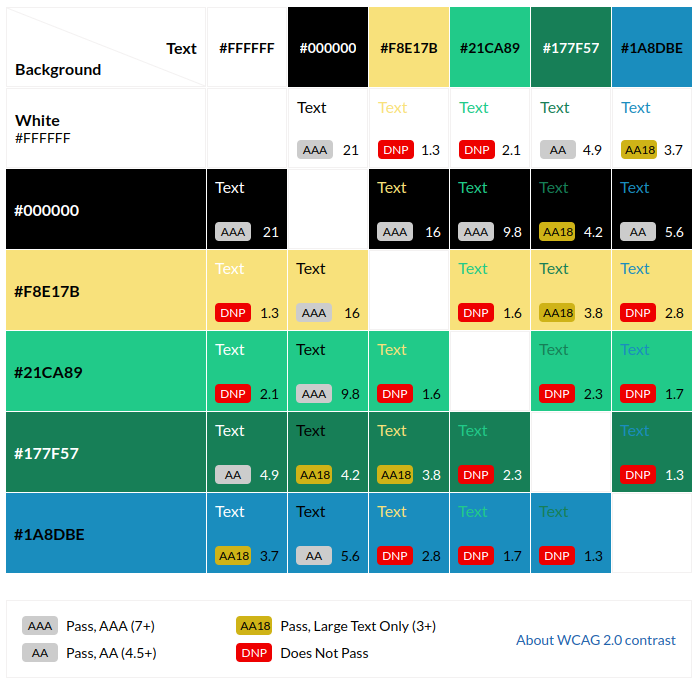 Text #FFFFFF #000000 #F8E17B #21CA89 #177F57 #1A8DBE
Background
White
#FFFFFF
Text Text Text Text Text
AAA 21 DNP 1.3 DNP 2.1 AA 4.9 AA18 3.7
#000000
Text Text Text Text Text
AAA 21 AAA 16 AAA 9.8 AA18 4.2 AA 5.6
#F8E17B
Text Text Text Text Text
DNP 1.3 AAA 16 DNP 1.6 AA18 3.8 DNP 2.8
#21CA89
Text Text Text Text Text
DNP 2.1 AAA 9.8 DNP 1.6 DNP 2.3 DNP 1.7
#177F57
Text Text Text Text Text
AA 4.9 AA18 4.2 AA18 3.8 DNP 2.3 DNP 1.3
#1A8DBE
Text Text Text Text Text
AA18 3.7 AA 5.6 DNP 2.8 DNP 1.7 DNP 1.3
AAA Pass, AAA (7+) AA18 Pass, Large Text Only (3+)
AA Pass, AA (4.5+) DNP Does Not Pass
About WCAG 2.0 contrast